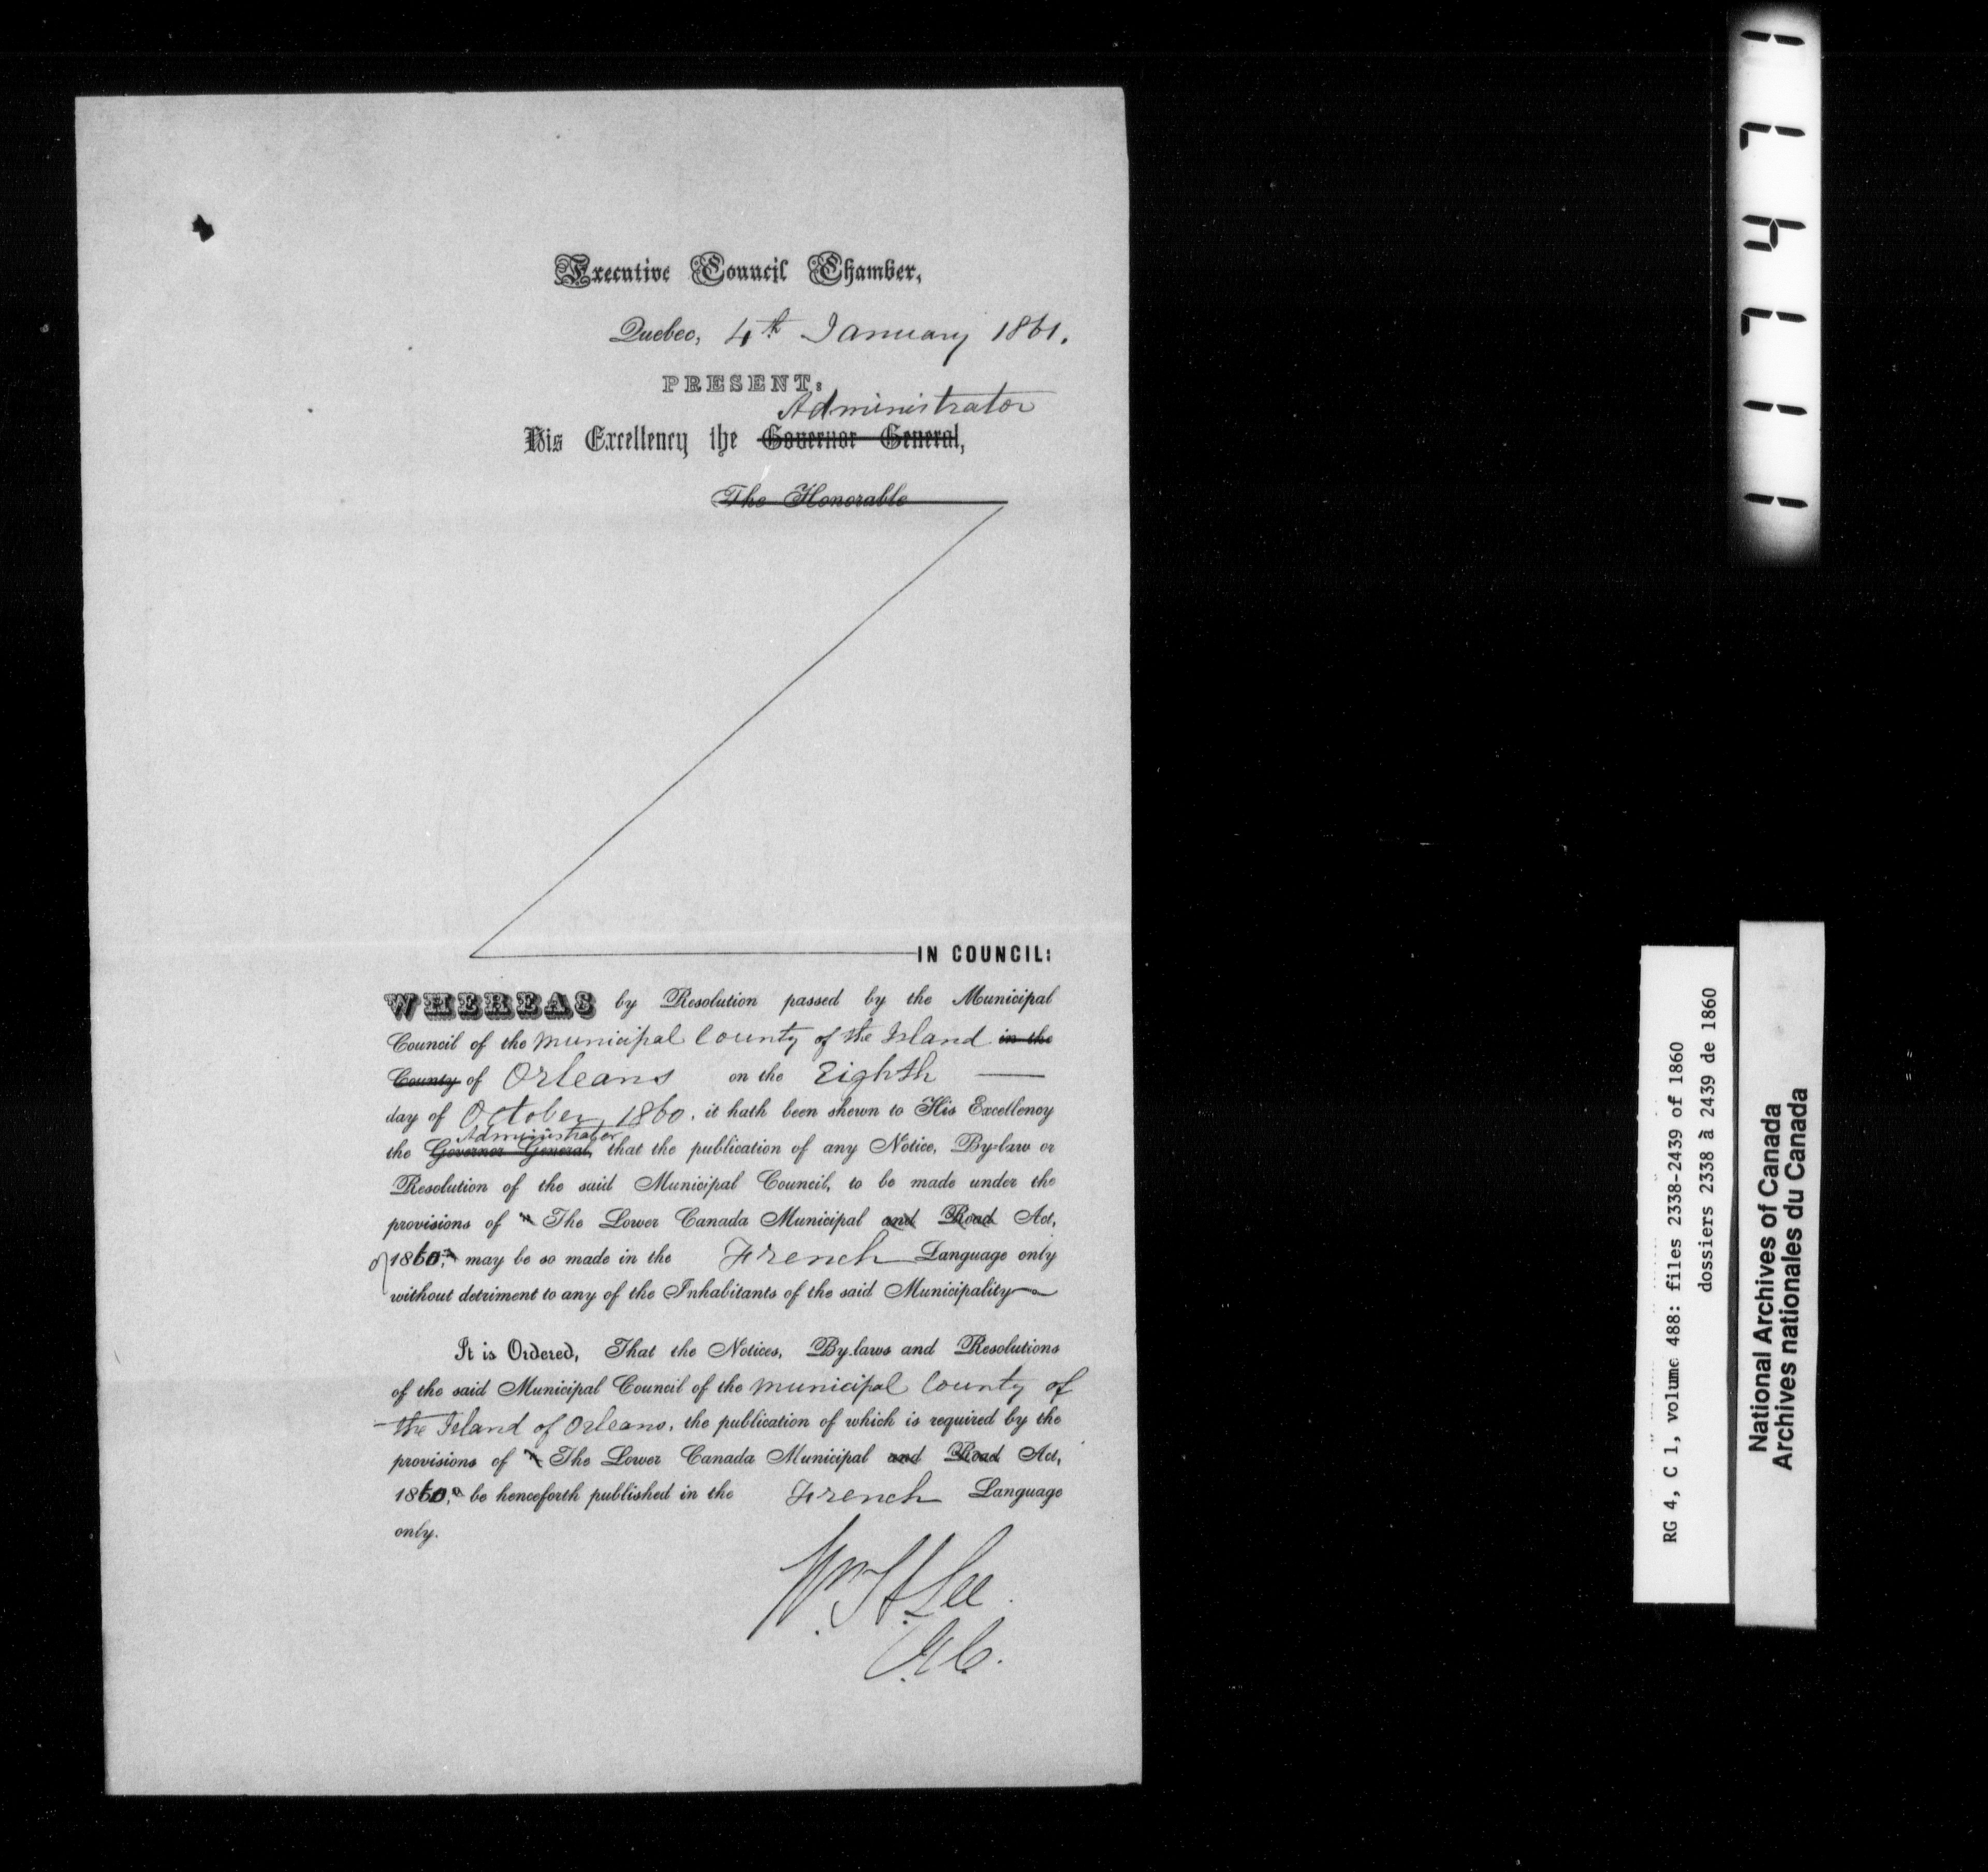 Executive Council Chamber,
Quebec, 4th January 1861.
PRESENT:
Administrator
His Excellency the Governor General,
The Honorable
IN COUNCIL:
WHEREAS by Resolution passed by the Municipal
Council of the Municipal County of the Island in the
County of Orleans on the Eighth
day of October 1860, it hath been shewn to His Excellency
Administrator
the Governor General, that the publication of any Notice, By-law or
Resolution of the said Municipal Council, to be made under the
provisions of "The Lower Canada Municipal and Road Act,
1860," may be so made in the French Language only
without detriment to any of the Inhabitants of the said Municipality
It is Ordered, That the Notices, By-laws and Resolutions
of the said Municipal Council of the Municipal County of
the Island of Orleans, the publication of which is required by the
provisions of "The Lower Canada Municipal and Road Act,
1860," be henceforth published in the French Language
only.
Wm. H. Lee
RG 4, C 1, volume 488: files 2338-2439 of 1860
dossiers 2338 à 2439 de 1860
National Archives of Canada
Archives nationales du Canada